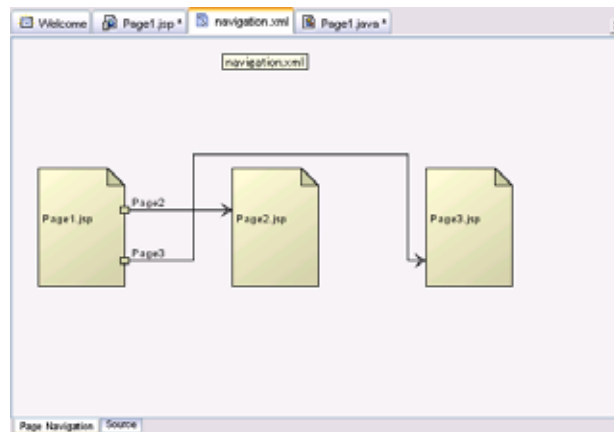 Welcome Page1.jsp * navigation.xml Page1.java *
navigation.xml
Page2
Page1.jsp Page2.jsp Page3.jsp
Page3
Page Navigation Source